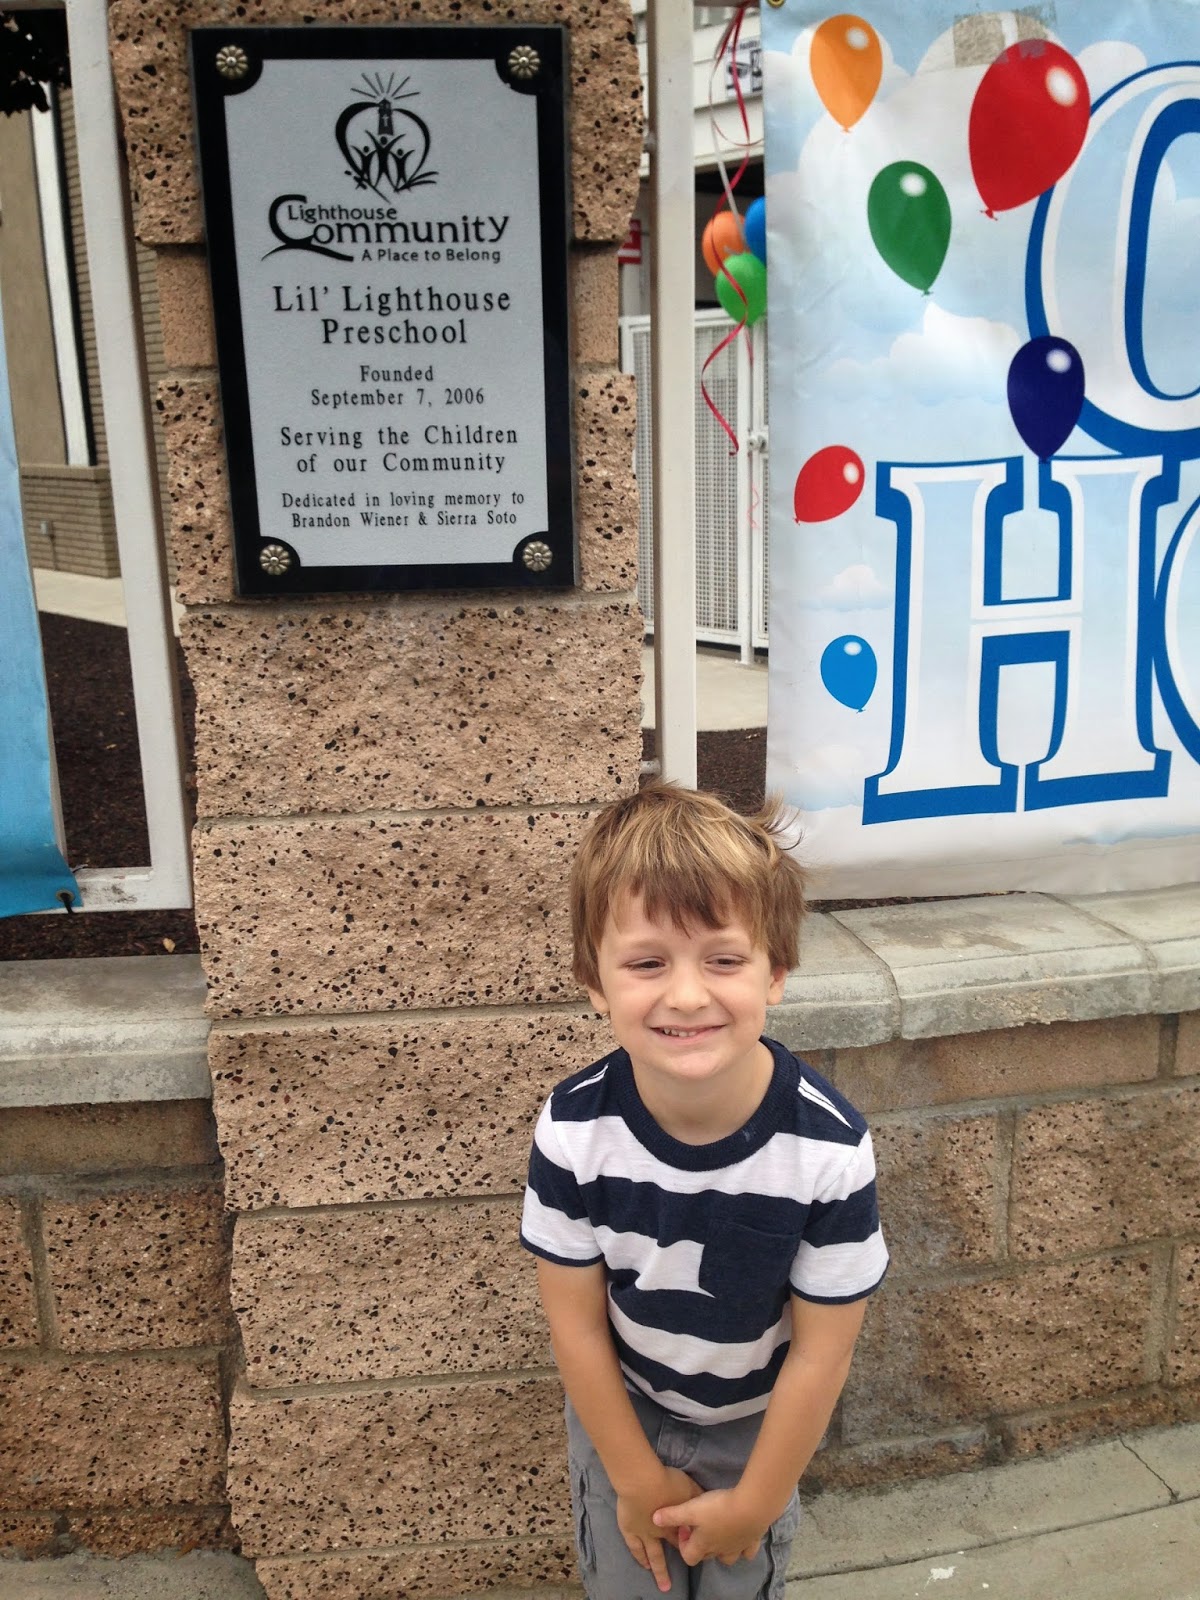 Lighthouse
Community
A Place to Belong
Lil' Lighthouse
Preschool
Founded
September 7, 2006
Serving the Children
of our Community
Dedicated in loving memory to
Brandon Wiener & Sierra Soto
O
HO